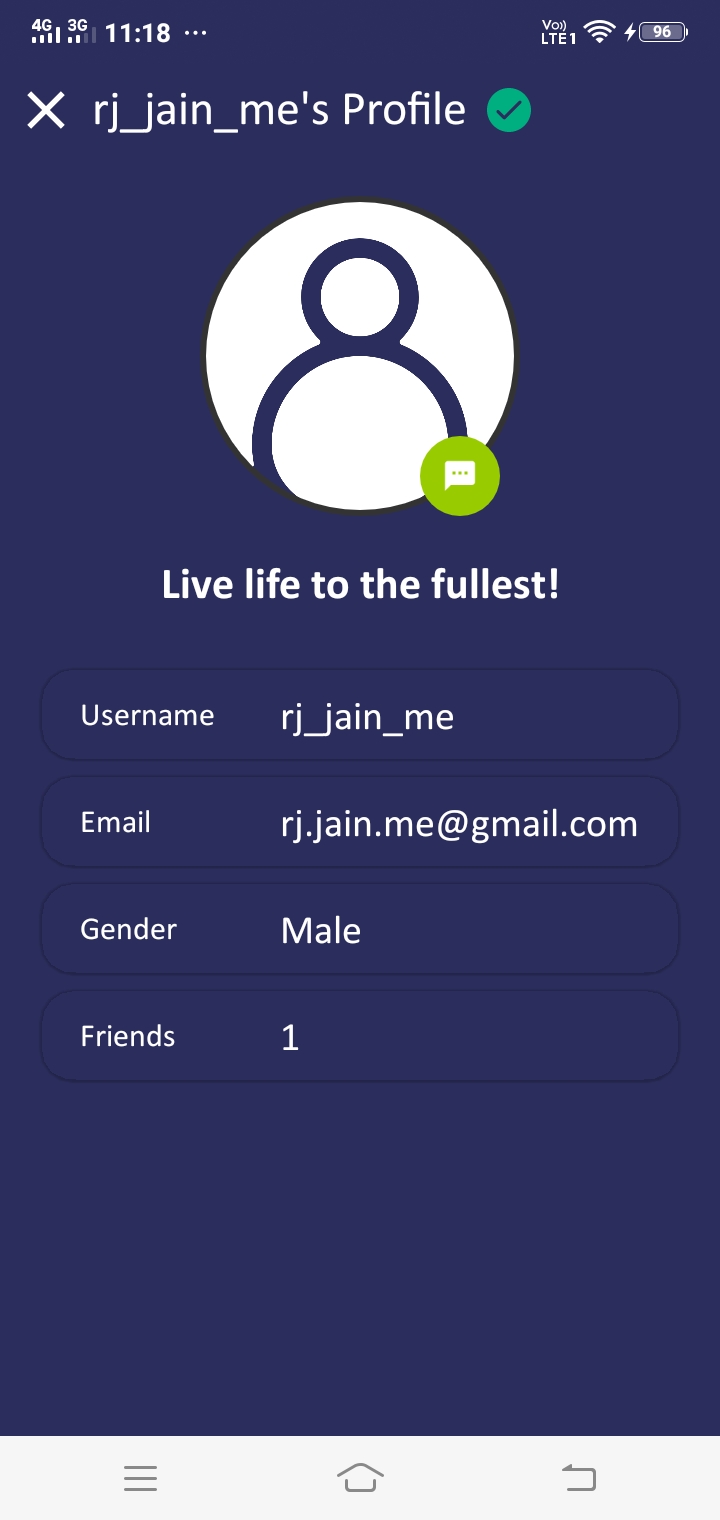 4G 3G 11:18 ... Vo)) LTE1 96
rj_jain_me's Profile
Live life to the fullest!
Username rj_jain_me
Email rj.jain.me@gmail.com
Gender Male
Friends 1